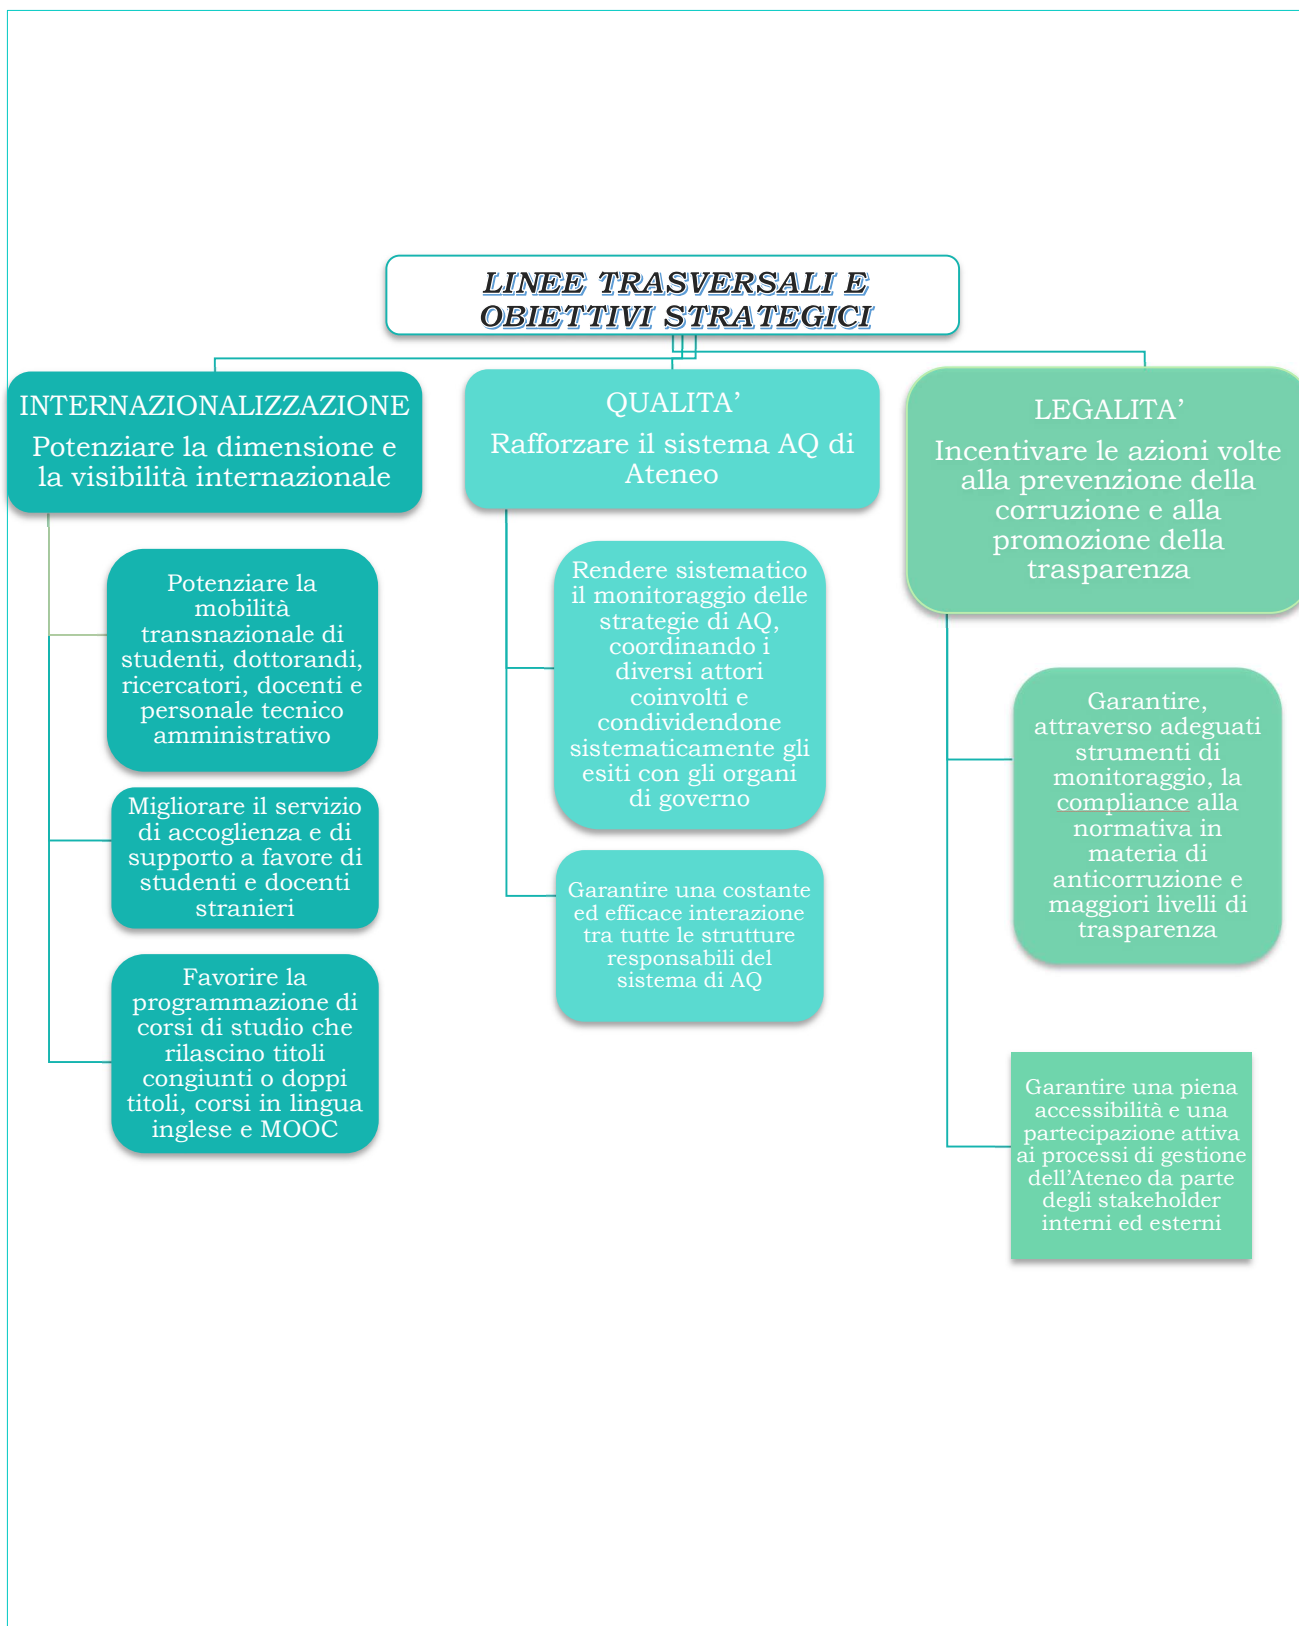 LINEE TRASVERSALI E
OBIETTIVI STRATEGICI
INTERNAZIONALIZZAZIONE
Potenziare la dimensione e
la visibilità internazionale
Potenziare la
mobilità
transnazionale di
studenti, dottorandi,
ricercatori, docenti e
personale tecnico
amministrativo
Migliorare il servizio
di accoglienza e di
supporto a favore di
studenti e docenti
stranieri
Favorire la
programmazione di
corsi di studio che
rilascino titoli
congiunti o doppi
titoli, corsi in lingua
inglese e MOOC
QUALITA’
Rafforzare il sistema AQ di
Ateneo
Rendere sistematico
il monitoraggio delle
strategie di AQ,
coordinando i
diversi attori
coinvolti e
condividendone
sistematicamente gli
esiti con gli organi
di governo
Garantire una costante
ed efficace interazione
tra tutte le strutture
responsabili del
sistema di AQ
LEGALITA’
Incentivare le azioni volte
alla prevenzione della
corruzione e alla
promozione della
trasparenza
Garantire,
attraverso adeguati
strumenti di
monitoraggio, la
compliance alla
normativa in
materia di
anticorruzione e
maggiori livelli di
trasparenza
Garantire una piena
accessibilità e una
partecipazione attiva
ai processi di gestione
dell’Ateneo da parte
degli stakeholder
interni ed esterni